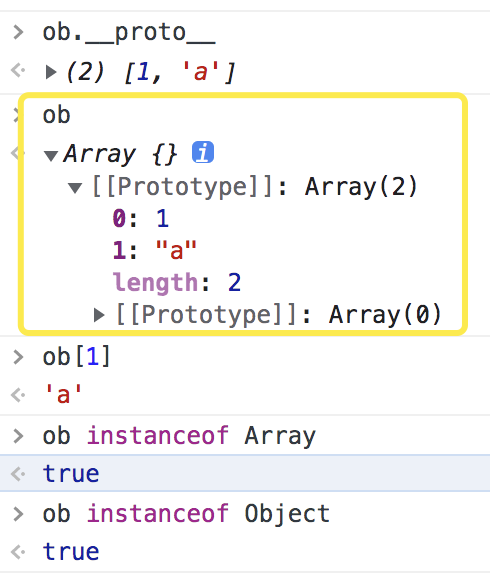 ob.__proto__
(2) [1, 'a']
ob
Array {} i
[[Prototype]]: Array(2)
0: 1
1: "a"
length: 2
[[Prototype]]: Array(0)
ob[1]
'a'
ob instanceof Array
true
ob instanceof Object
true